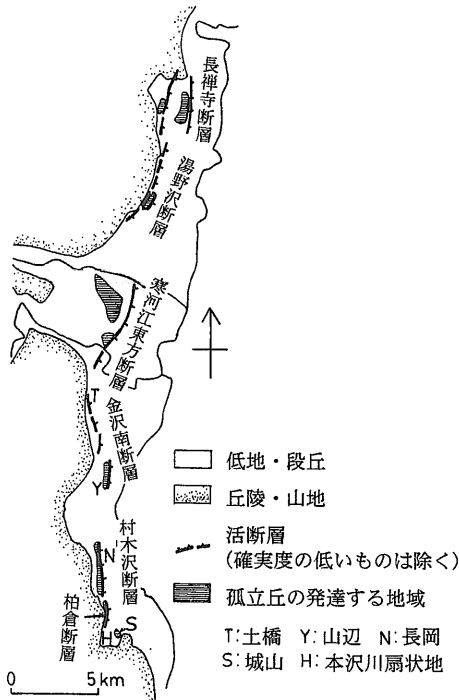 長禅寺断層
湯野沢断層
寒河江東方断層
T
金沢南断層
Y
N
村木沢断層
柏倉断層
S
H
0 5km
低地・段丘
丘陵・山地
活断層
(確実度の低いものは除く)
孤立丘の発達する地域
T:土橋 Y:山辺 N:長岡
S:城山 H:本沢川扇状地